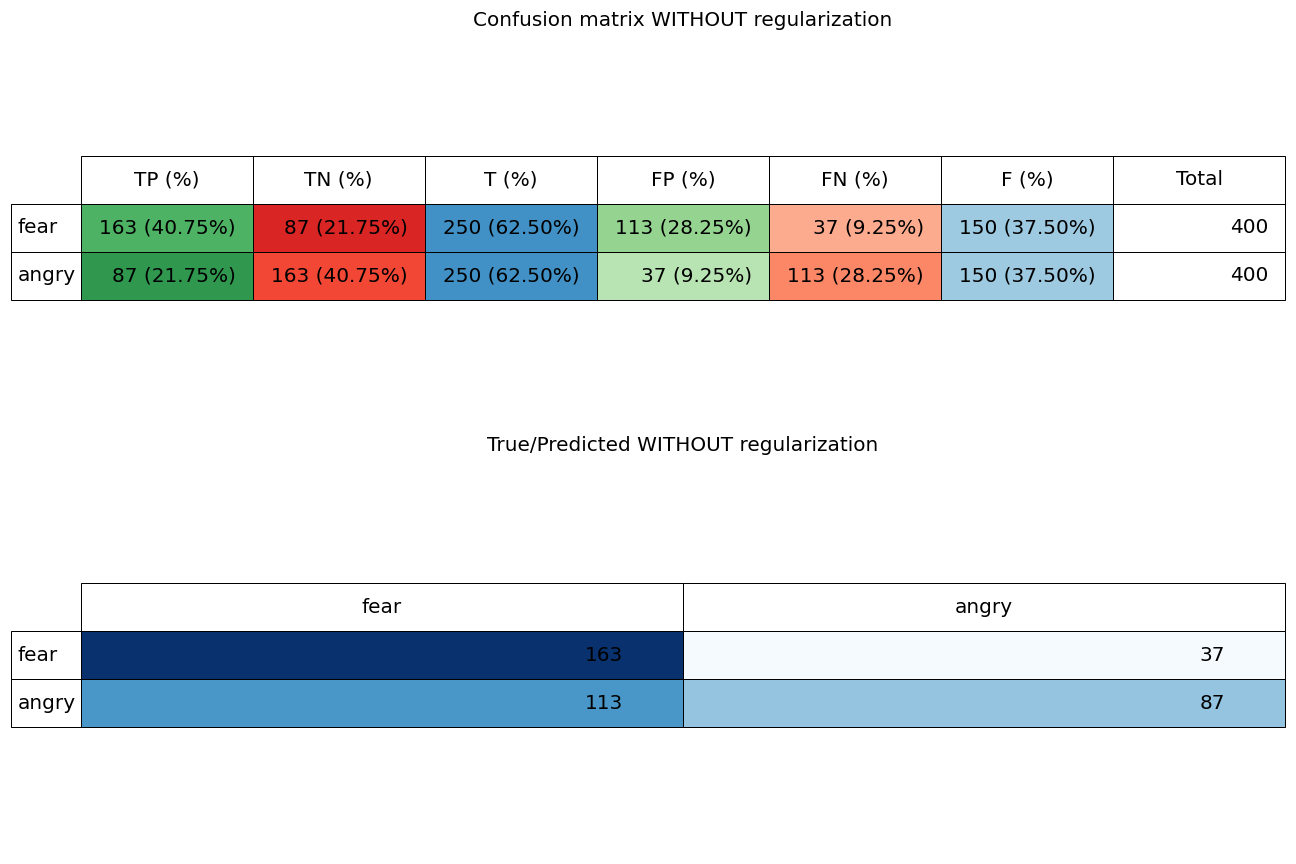 Confusion matrix WITHOUT regularization
TP (%) TN (%) T (%) FP (%) FN (%) F (%) Total
fear 163 (40.75%) 87 (21.75%) 250 (62.50%) 113 (28.25%) 37 (9.25%) 150 (37.50%) 400
angry 87 (21.75%) 163 (40.75%) 250 (62.50%) 37 (9.25%) 113 (28.25%) 150 (37.50%) 400
True/Predicted WITHOUT regularization
fear angry
fear 163 37
angry 113 87